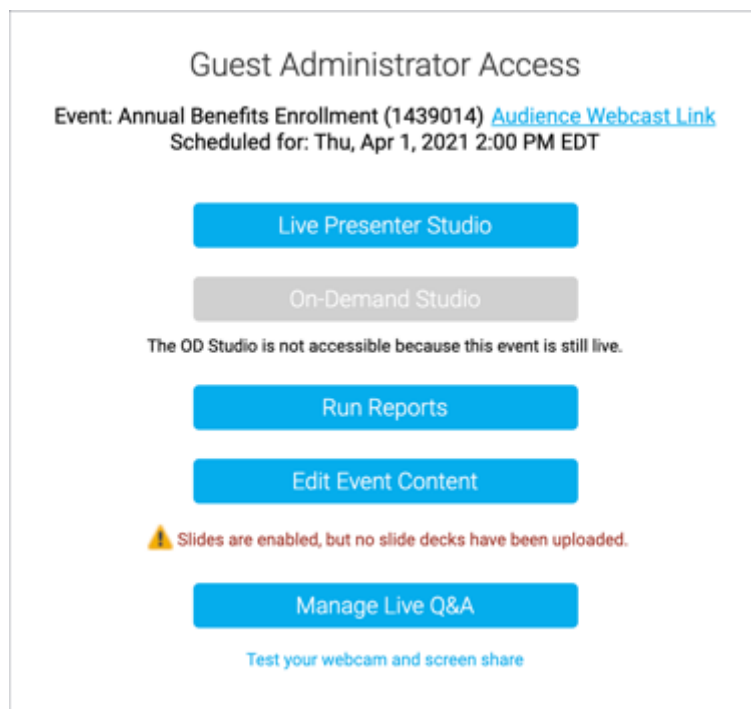 Guest Administrator Access
Event: Annual Benefits Enrollment (1439014) Audience Webcast Link
Scheduled for: Thu, Apr 1, 2021 2:00 PM EDT
Live Presenter Studio
On-Demand Studio
The OD Studio is not accessible because this event is still live.
Run Reports
Edit Event Content
Slides are enabled, but no slide decks have been uploaded.
Manage Live Q&A
Test your webcam and screen share